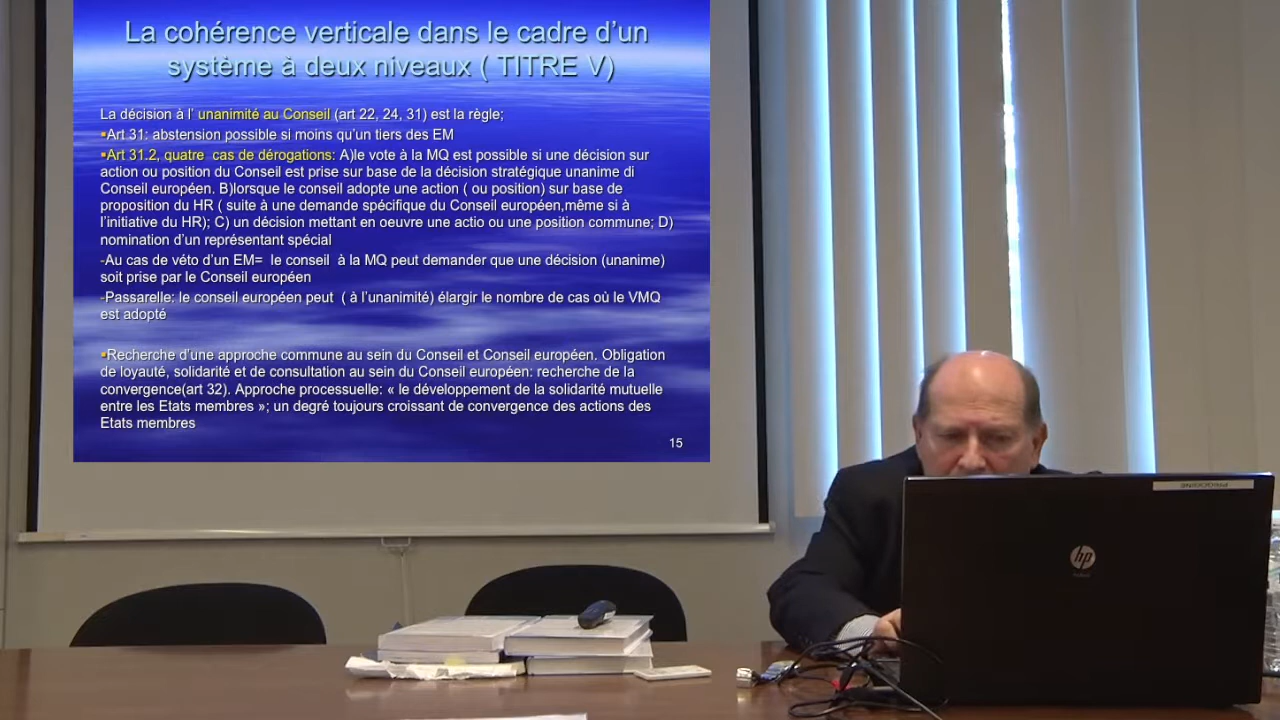 La cohérence verticale dans le cadre d’un
système à deux niveaux ( TITRE V)
La décision à l’ unanimité au Conseil (art 22, 24, 31) est la règle;
▪Art 31: abstension possible si moins qu’un tiers des EM
▪Art 31.2, quatre cas de dérogations: A)le vote à la MQ est possible si une décision sur
action ou position du Conseil est prise sur base de la décision stratégique unanime di
Conseil européen. B)lorsque le conseil adopte une action ( ou position) sur base de
proposition du HR ( suite à une demande spécifique du Conseil européen,même si à
l’initiative du HR); C) un décision mettant en oeuvre une actio ou une position commune; D)
nomination d’un représentant spécial
-Au cas de véto d’un EM= le conseil à la MQ peut demander que une décision (unanime)
soit prise par le Conseil européen
-Passarelle: le conseil européen peut ( à l’unanimité) élargir le nombre de cas où le VMQ
est adopté
▪Recherche d’une approche commune au sein du Conseil et Conseil européen. Obligation
de loyauté, solidarité et de consultation au sein du Conseil européen: recherche de la
convergence(art 32). Approche processuelle: « le développement de la solidarité mutuelle
entre les Etats membres »; un degré toujours croissant de convergence des actions des
Etats membres
15
PRIGOGINE
hp